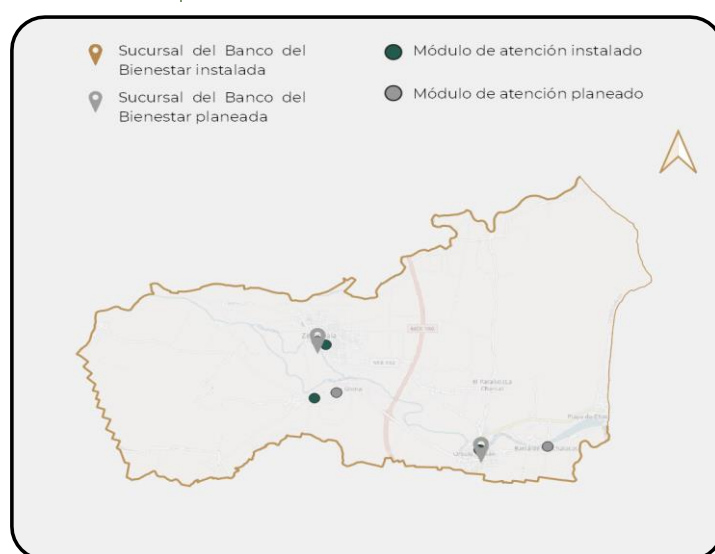 Sucursal del Banco del
Bienestar instalada
Sucursal del Banco del
Bienestar planeada
Módulo de atención instalado
Módulo de atención planeado